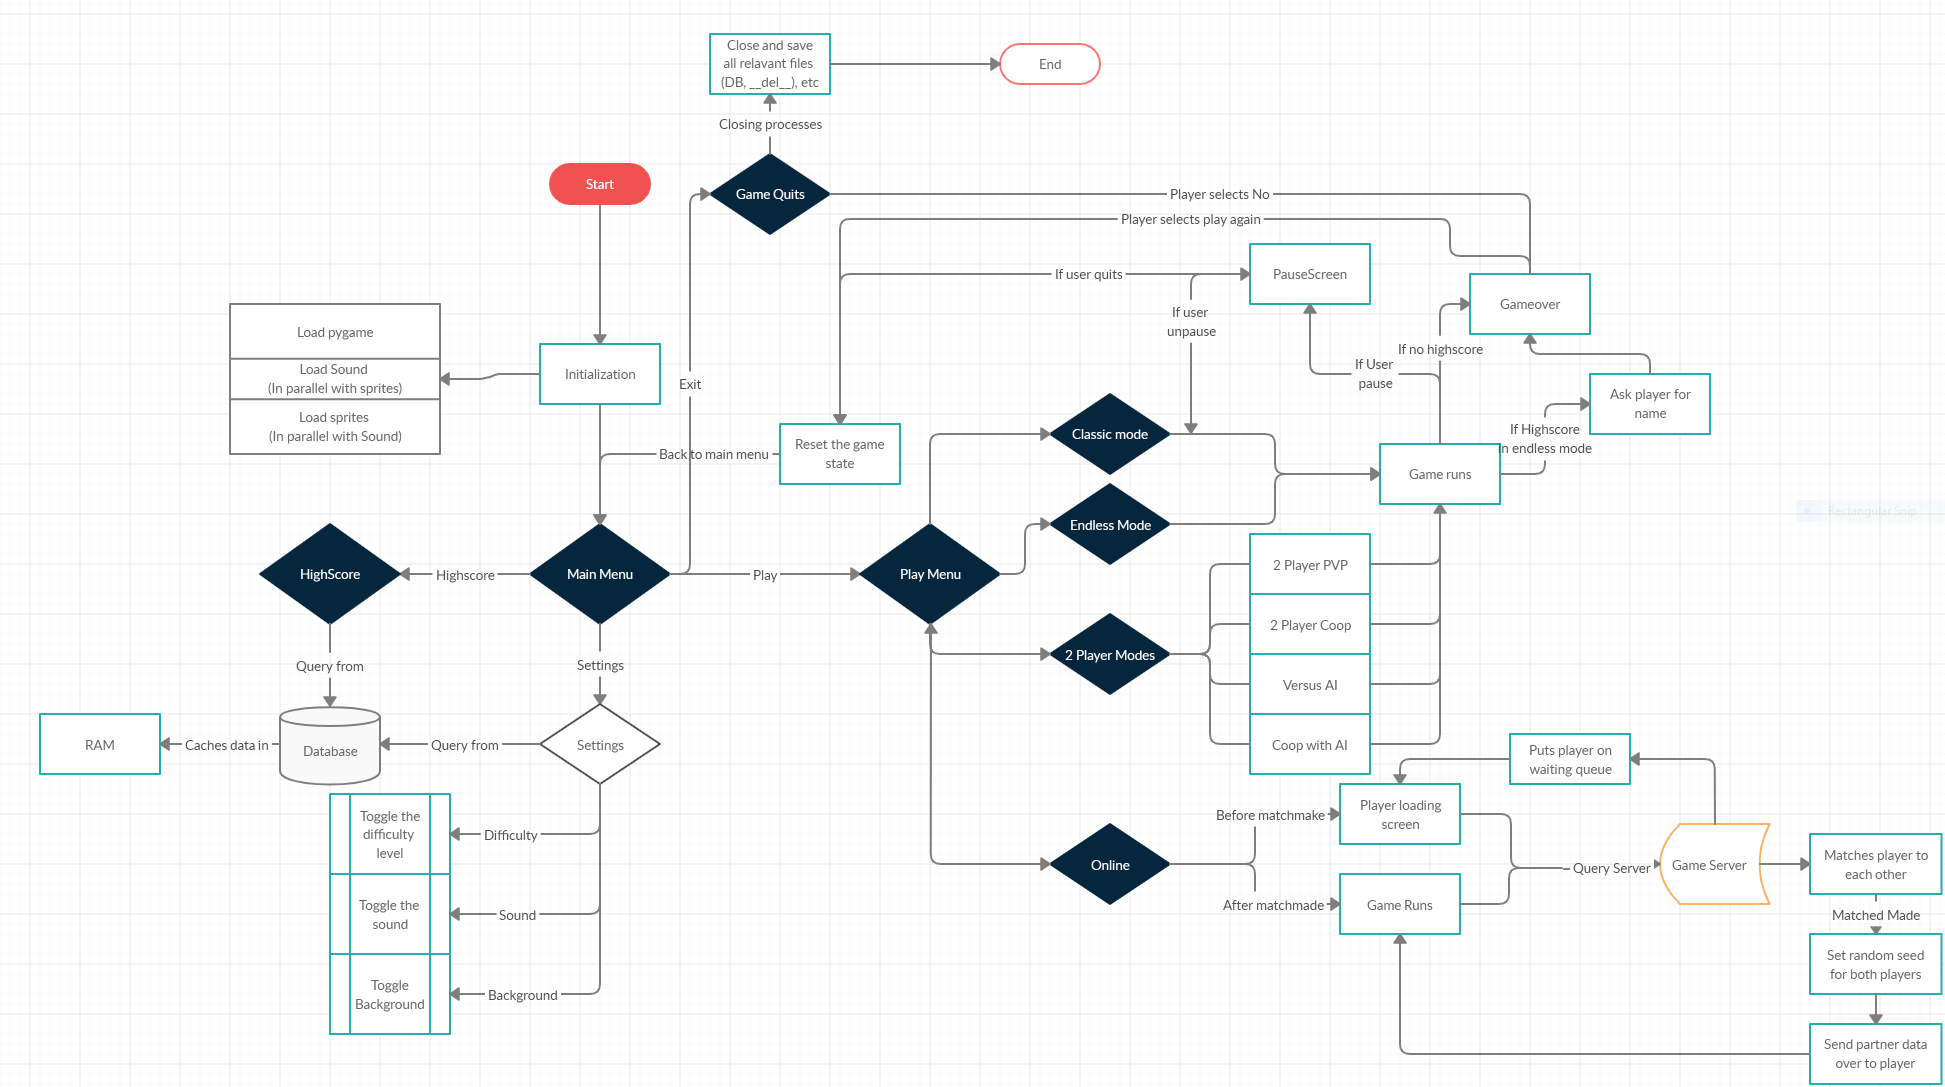 Close and save
all relavant files
(DB, __del__), etc
End
Closing processes
Start
Game Quits
Player selects No
Player selects play again
If user quits
PauseScreen
Gameover
If user
unpause
Load pygame
Load Sound
(In parallel with sprites)
Load sprites
(In parallel with Sound)
Initialization
Exit
If no highscore
If User
pause
Ask player for
name
Classic mode
Reset the game
state
Back to main menu
If Highscore
in endless mode
Game runs
Rectangular Snip
Endless Mode
HighScore
Highscore
Main Menu
Play
Play Menu
2 Player PVP
2 Player Coop
2 Player Modes
Versus AI
Coop with AI
Query from
Settings
RAM
Caches data in
Database
Query from
Settings
Puts player on
waiting queue
Toggle the
difficulty
level
Difficulty
Before matchmake
Player loading
screen
Online
Query Server
Game Server
Matches player to
each other
Toggle the
sound
Sound
After matchmade
Game Runs
Matched Made
Set random seed
for both players
Toggle
Background
Background
Send partner data
over to player